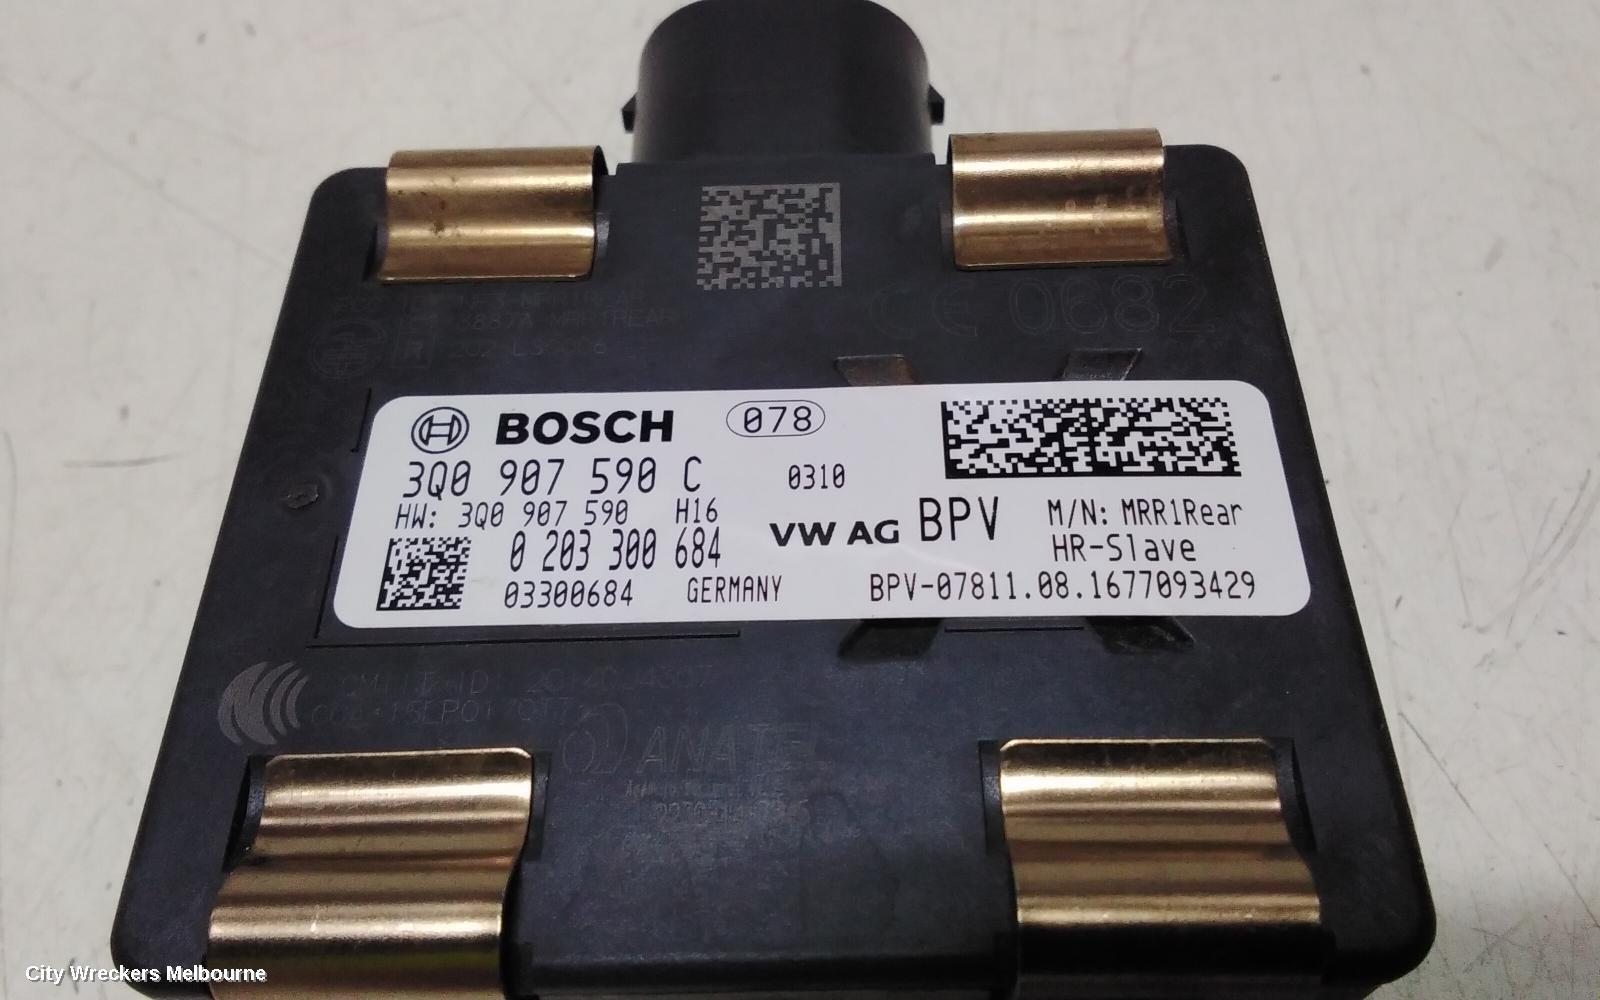 CE 0682
BOSCH 078
3Q0 907 590 C 0310
HW: 3Q0 907 590 H16
0 203 300 684
VW AG BPV
M/N: MRR1Rear
HR-Slave
03300684 GERMANY
BPV-07811.08.1677093429
ANATEL
City Wreckers Melbourne